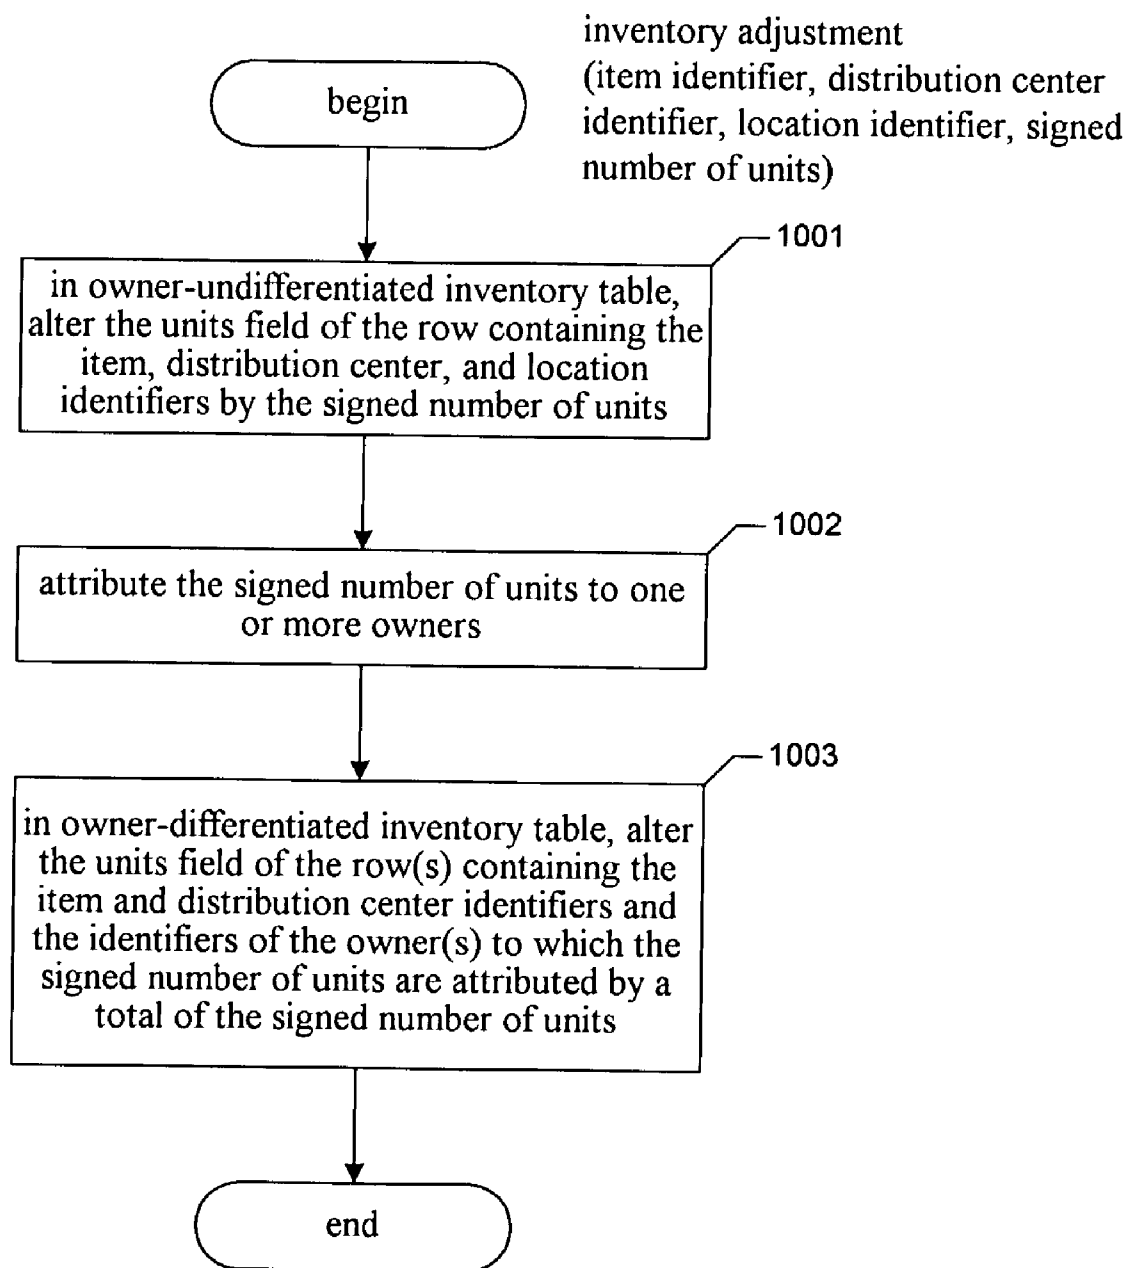 inventory adjustment
(item identifier, distribution center
identifier, location identifier, signed
number of units)
begin
1001
in owner-undifferentiated inventory table,
alter the units field of the row containing the
item, distribution center, and location
identifiers by the signed number of units
1002
attribute the signed number of units to one
or more owners
1003
in owner-differentiated inventory table, alter
the units field of the row(s) containing the
item and distribution center identifiers and
the identifiers of the owner(s) to which the
signed number of units are attributed by a
total of the signed number of units
end